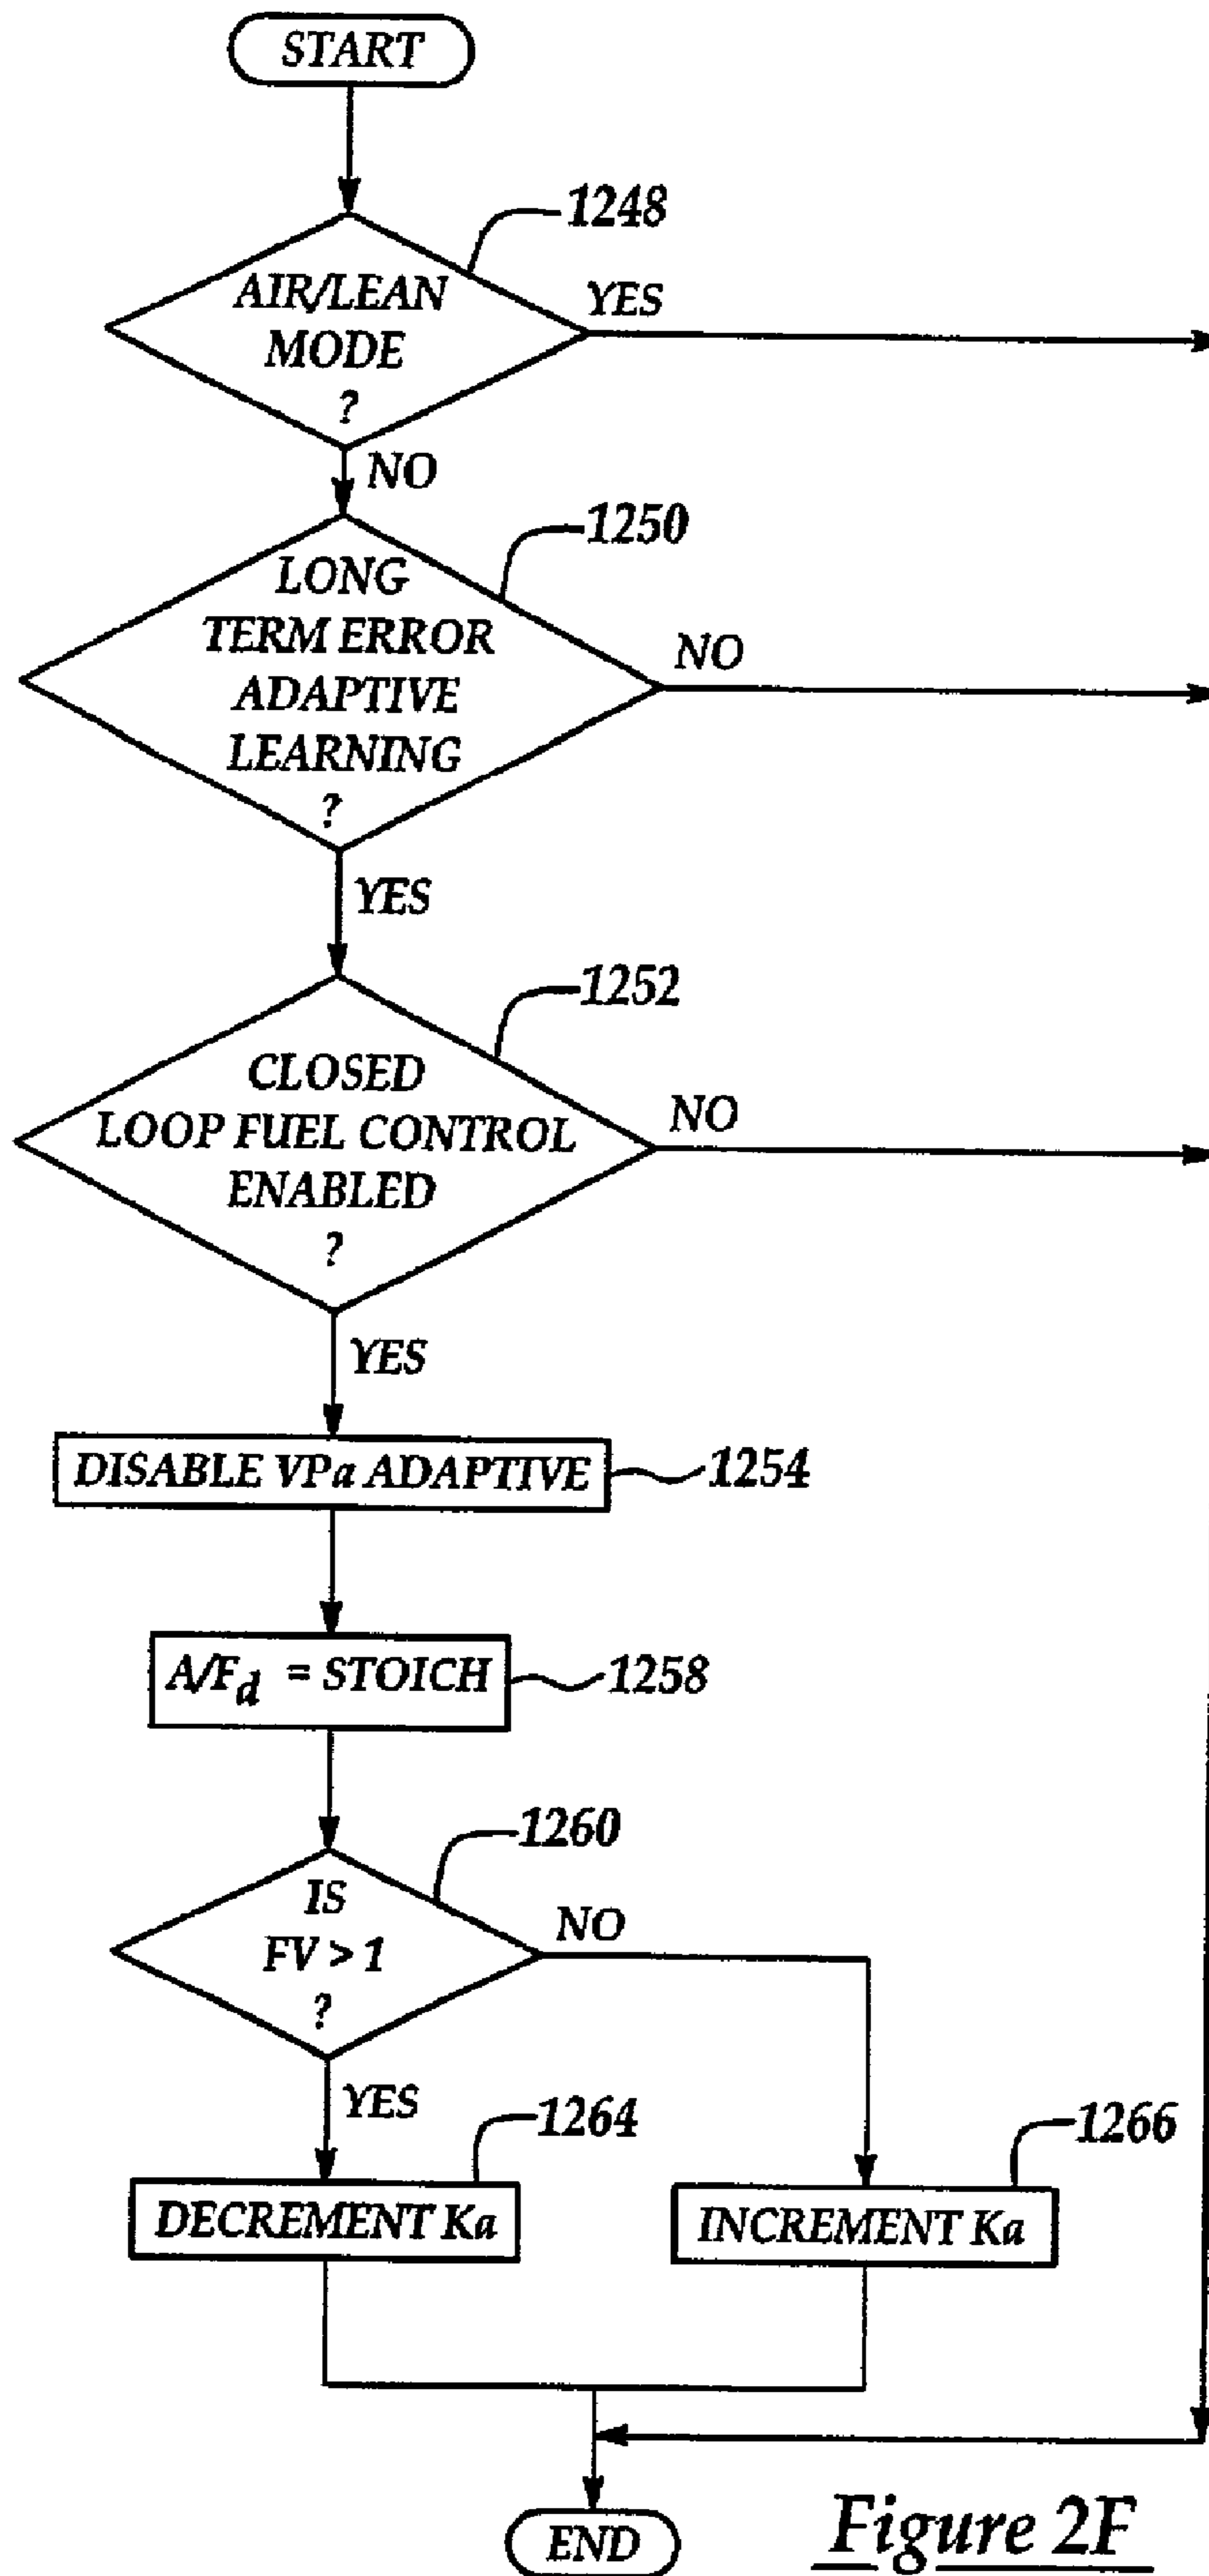 START
1248
AIR/LEAN
MODE
?
YES
NO
1250
LONG
TERM ERROR
ADAPTIVE
LEARNING
?
NO
YES
1252
CLOSED
LOOP FUEL CONTROL
ENABLED
?
NO
YES
DISABLE VPa ADAPTIVE
1254
A/Fd = STOICH
1258
1260
IS
FV > 1
?
NO
YES
1264
1266
DECREMENT Ka
INCREMENT Ka
END
Figure 2F